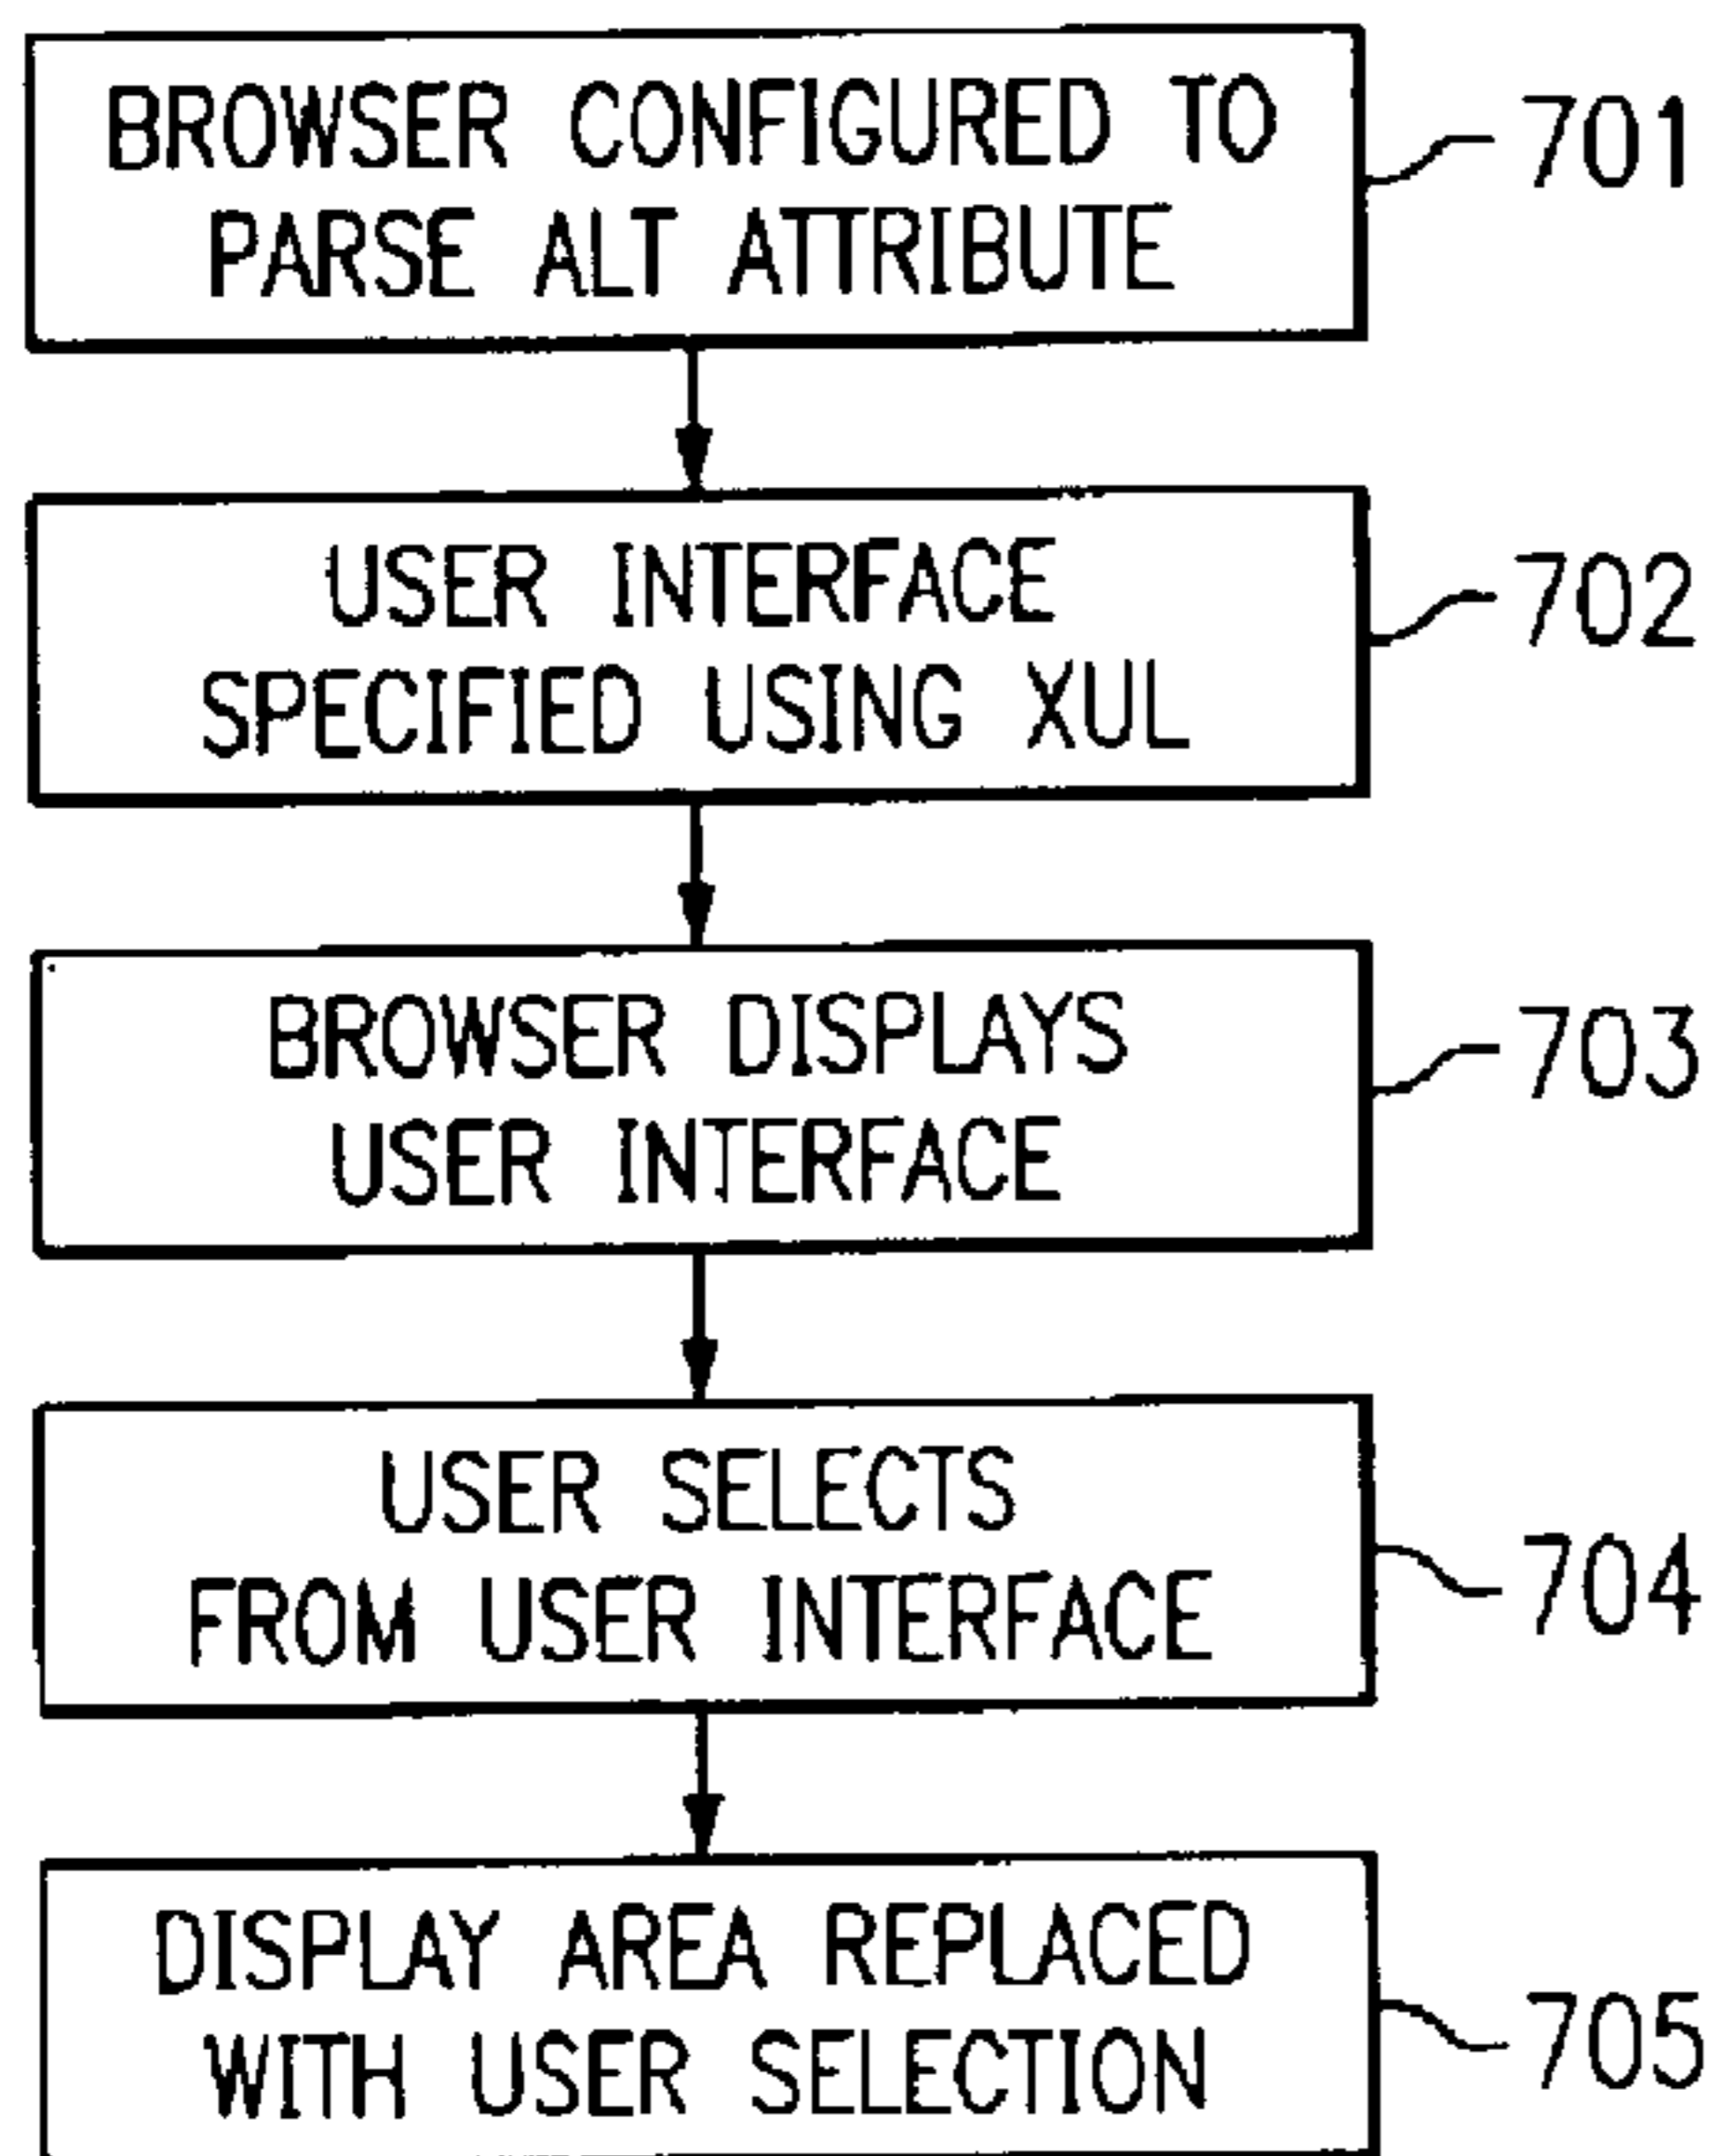 BROWSER CONFIGURED TO
PARSE ALT ATTRIBUTE
701
USER INTERFACE
SPECIFIED USING XUL
702
BROWSER DISPLAYS
USER INTERFACE
703
USER SELECTS
FROM USER INTERFACE
704
DISPLAY AREA REPLACED
WITH USER SELECTION
705